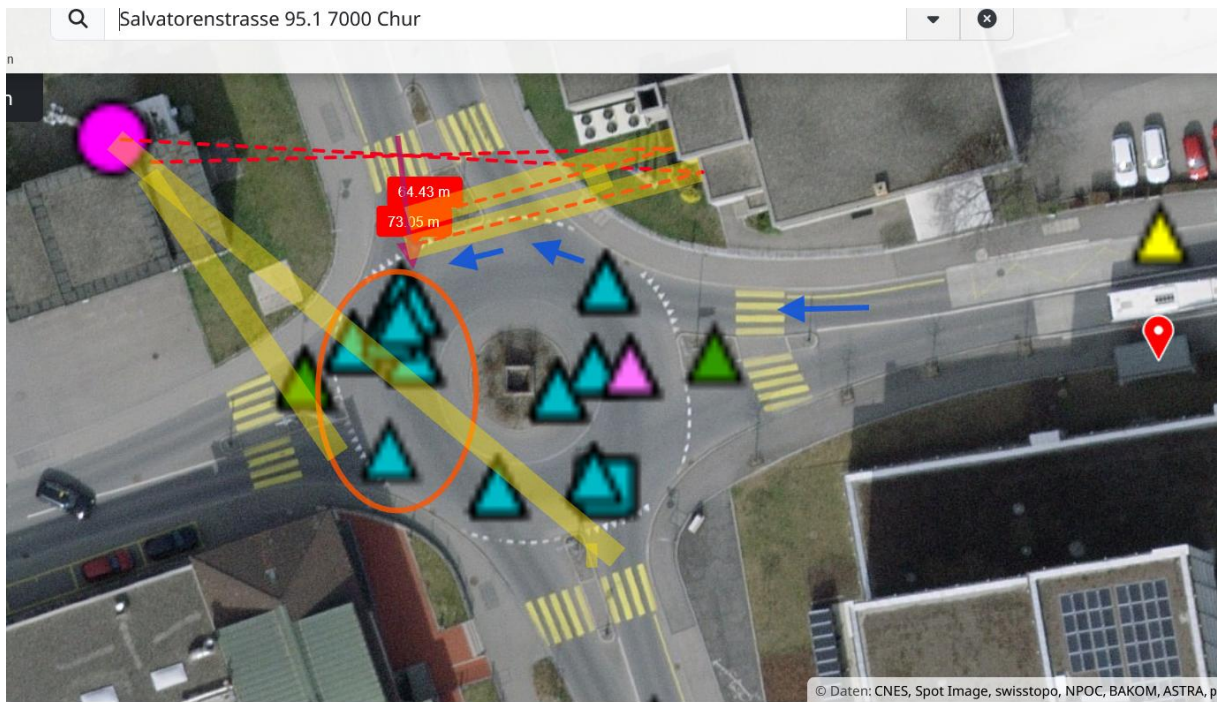 Salvatorenstrasse 95.1 7000 Chur
n
n
64.43 m
73.05 m
© Daten: CNES, Spot Image, swisstopo, NPOC, BAKOM, ASTRA, p